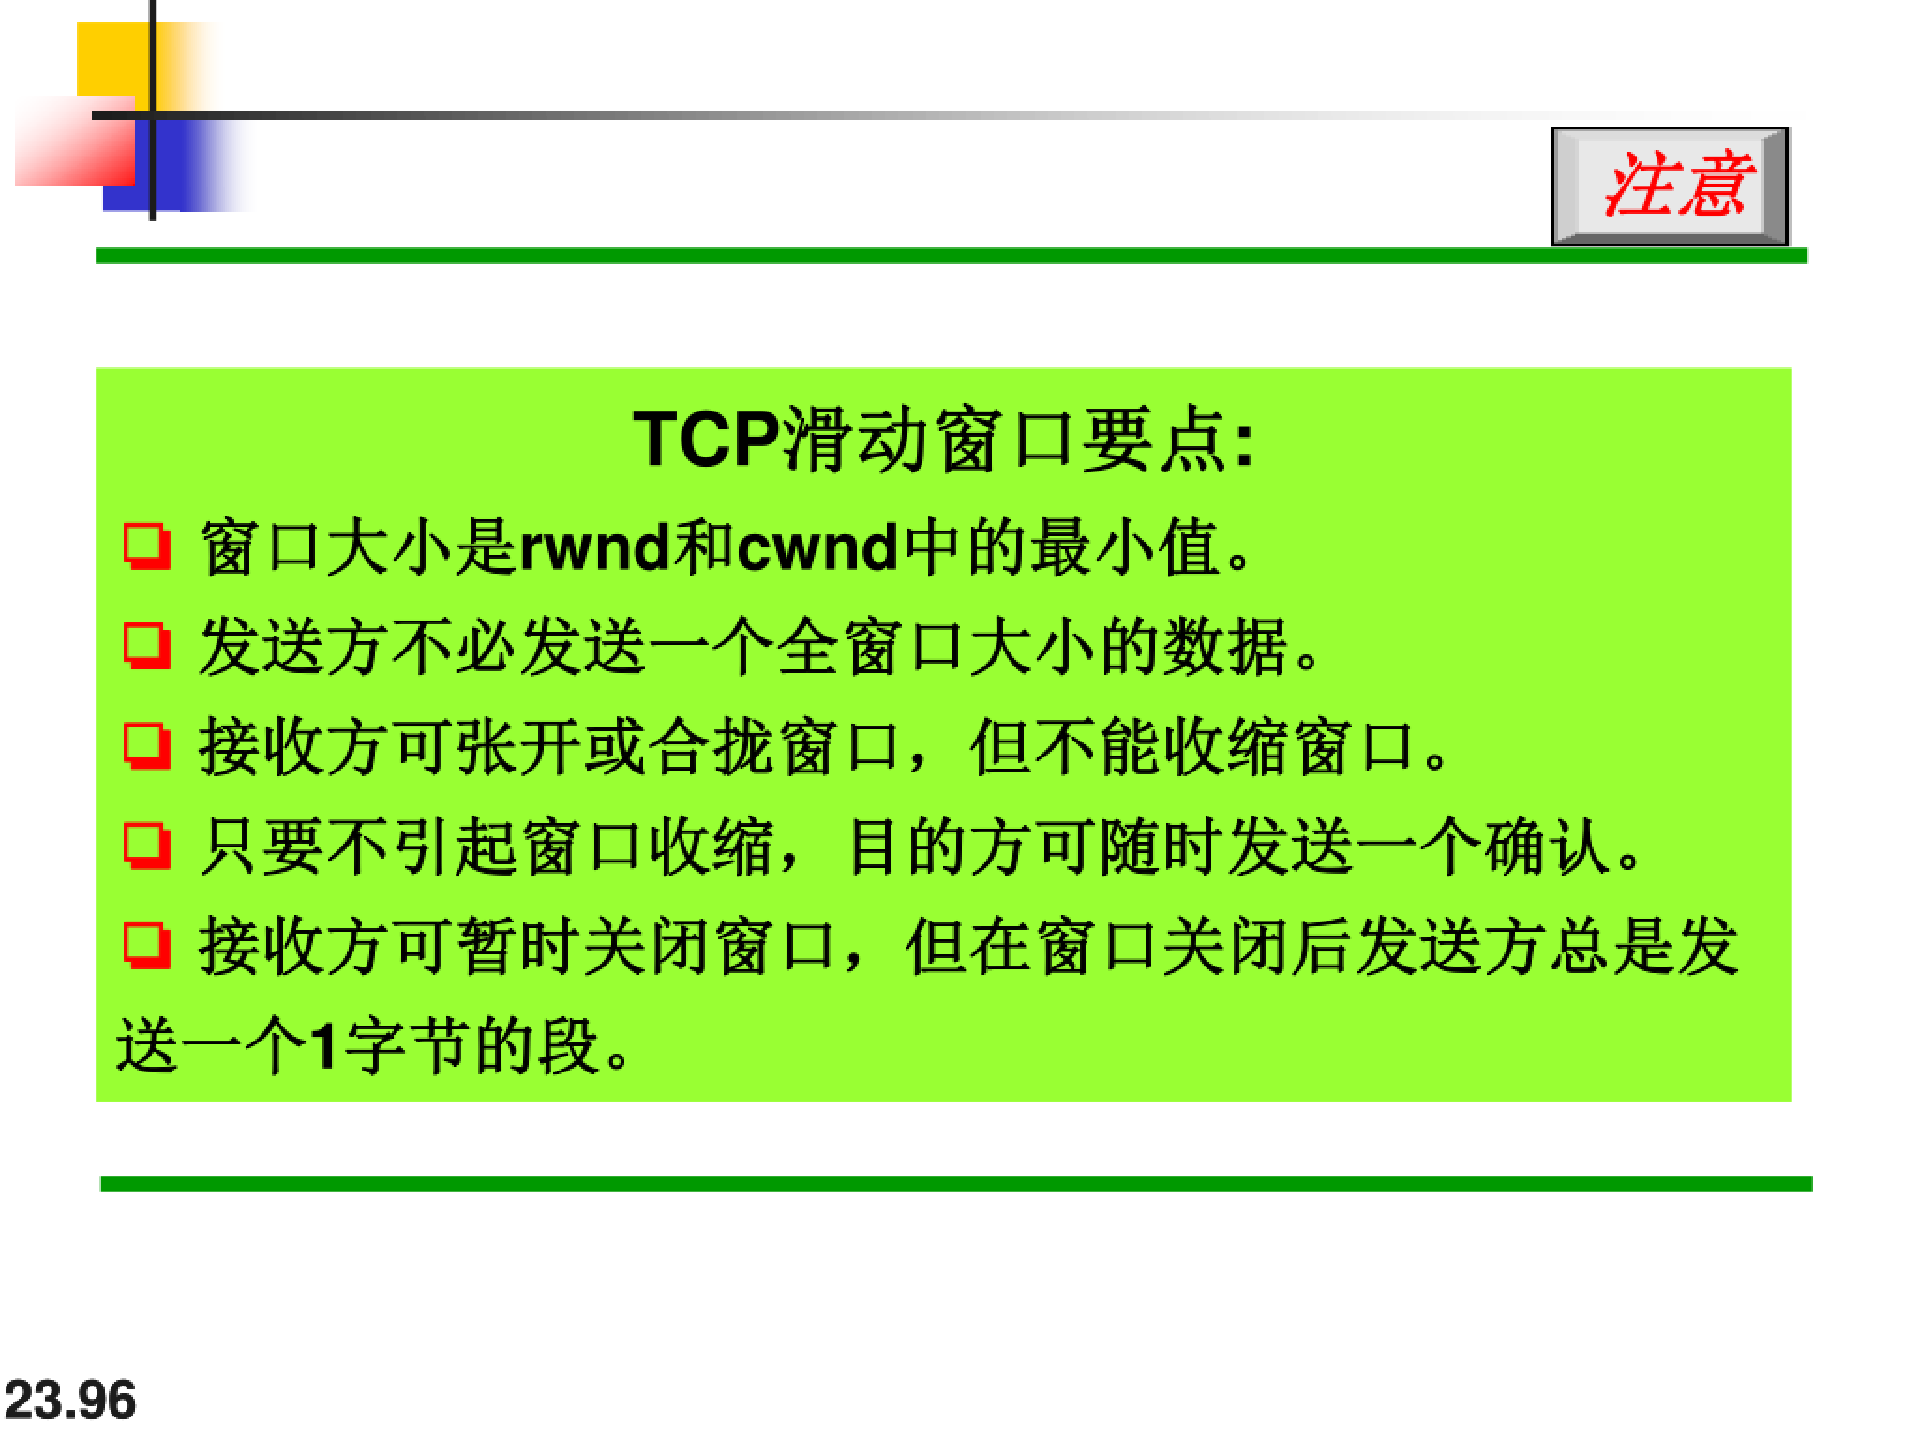 注意
TCP滑动窗口要点:
窗口大小是rwnd和cwnd中的最小值。
发送方不必发送一个全窗口大小的数据。
接收方可张开或合拢窗口，但不能收缩窗口。
只要不引起窗口收缩，目的方可随时发送一个确认。
接收方可暂时关闭窗口，但在窗口关闭后发送方总是发
送一个1字节的段。
23.96